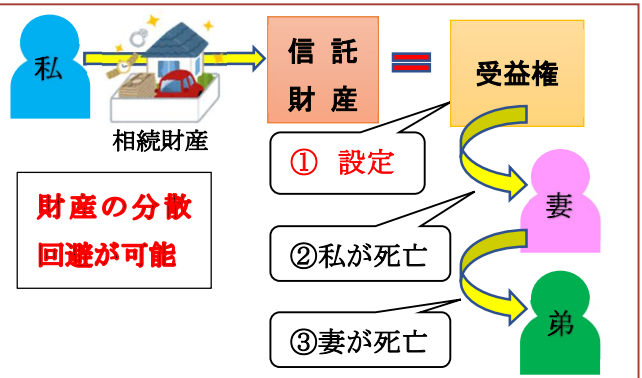 私
相続財産
信託
財産
受益権
① 設定
財産の分散
回避が可能
妻
②私が死亡
弟
③妻が死亡